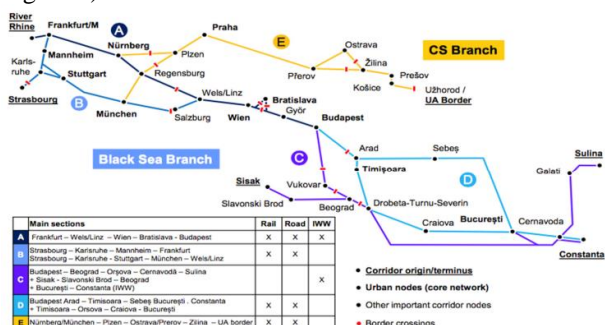 River
Rhine
Frankfurt/M
A
Praha
Nürnberg
Plzen
E
Ostrava
CS Branch
Mannheim
Karls-
ruhe
Stuttgart
Regensburg
Přerov
Žilina
Prešov
Košice
Užhorod /
UA Border
Strasbourg
B
München
Salzburg
Wels/Linz
Wien
Bratislava
Györ
Budapest
Black Sea Branch
C
Arad
Sebeş
Timişoara
Sulina
Galati
D
Sisak
Vukovar
Slavonski Brod
Beograd
Drobeta-Turnu-Severin
Craiova
Bucureşti
Cernavoda
Constanta
Main sections Rail Road IWW
A Frankfurt – Wels/Linz – Wien – Bratislava - Budapest X X X
B Strasbourg – Karlsruhe – Mannheim – Frankfurt
Strasbourg – Karlsruhe - Stuttgart – München – Wels/Linz X X
C Budapest – Beograd – Orşova – Cernavodă – Sulina
+ Sisak - Slavonski Brod – Beograd
+ Bucureşti – Constanta (IWW) X
D Budapest Arad – Timisoara – Sebeş Bucureşti . Constanta
+ Timisoara – Orsova – Craiova - Bucureşti X X
E Nürnberg/München – Plzen – Ostrava/Prerov – Zilina – UA border X X
Corridor origin/terminus
Urban nodes (core network)
Other important corridor nodes
Border crossings